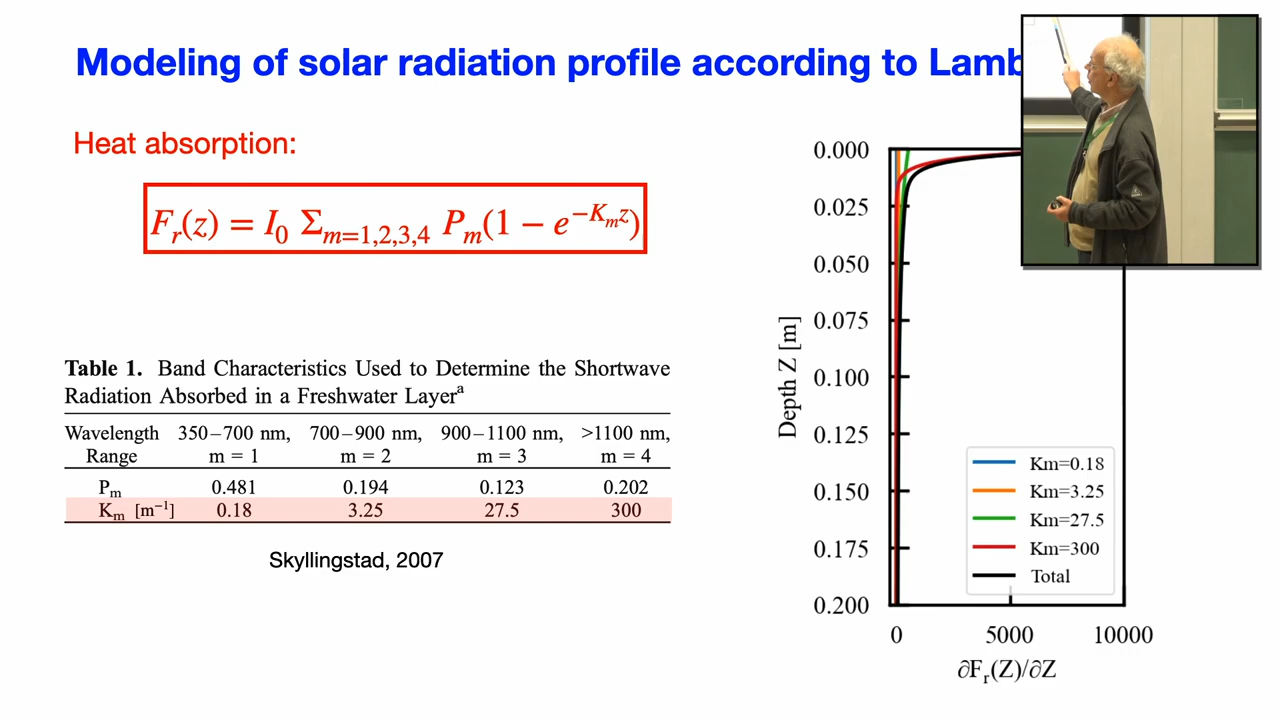 Modeling of solar radiation profile according to
Heat absorption:
F_r(z) = I_0 Σ_{m=1,2,3,4} P_m(1 − e^{−K_m z})
Table 1. Band Characteristics Used to Determine the Shortwave
Radiation Absorbed in a Freshwater Layer^a
Wavelength 350–700 nm, 700–900 nm, 900–1100 nm, >1100 nm,
Range m = 1 m = 2 m = 3 m = 4
P_m 0.481 0.194 0.123 0.202
K_m [m⁻¹] 0.18 3.25 27.5 300
Skyllingstad, 2007
0.000
0.025
0.050
0.075
0.100
0.125
0.150
0.175
0.200
Depth Z [m]
Km=0.18
Km=3.25
Km=27.5
Km=300
Total
0 5000 10000
∂F_r(Z)/∂Z